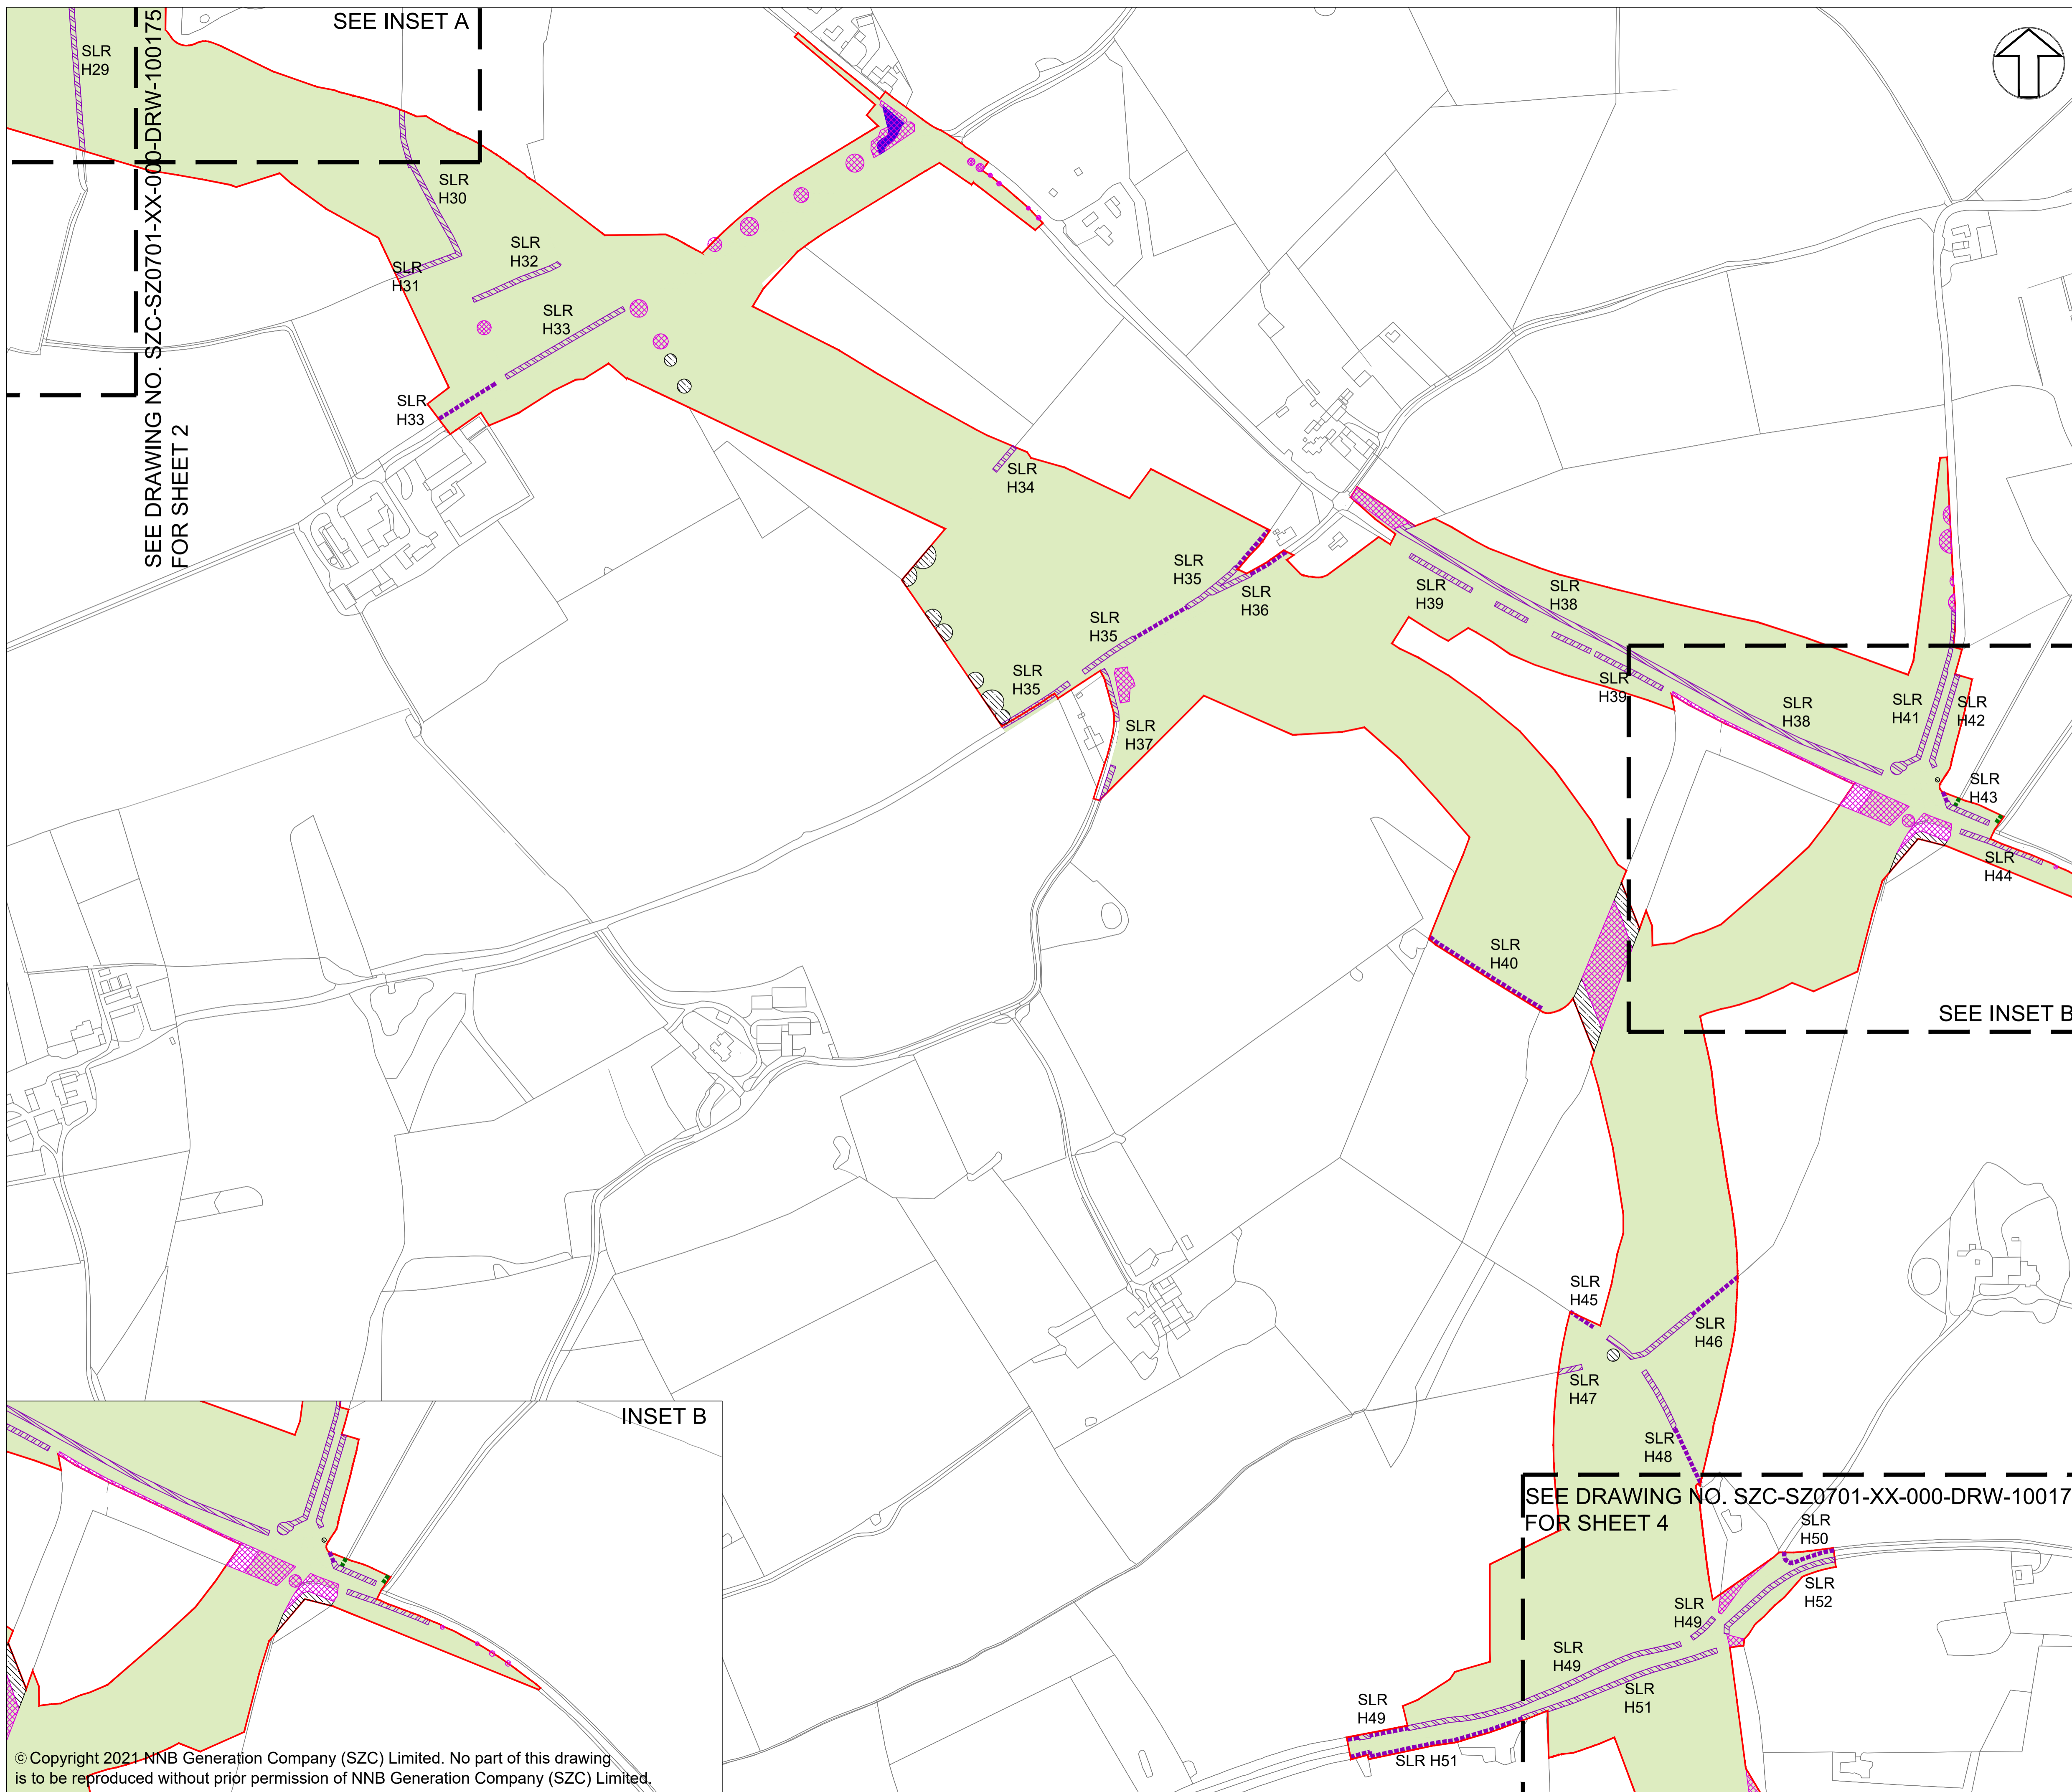 SEE INSET A
SLR
H29
SEE DRAWING NO. SZC-SZ0701-XX-000-DRW-100175
FOR SHEET 2
SLR
H30
SLR
H31
SLR
H32
SLR
H33
SLR
H33
SLR
H34
SLR
H35
SLR
H36
SLR
H35
SLR
H35
SLR
H37
SLR
H39
SLR
H38
SLR
H39
SLR
H38
SLR
H41
SLR
H42
SLR
H43
SLR
H44
SLR
H40
SEE INSET B
SLR
H45
SLR
H46
SLR
H47
SLR
H48
SEE DRAWING NO. SZC-SZ0701-XX-000-DRW-10017
FOR SHEET 4
SLR
H50
SLR
H52
SLR
H49
SLR
H49
SLR
H51
SLR
H49
SLR H51
INSET B
© Copyright 2021 NNB Generation Company (SZC) Limited. No part of this drawing
is to be reproduced without prior permission of NNB Generation Company (SZC) Limited.